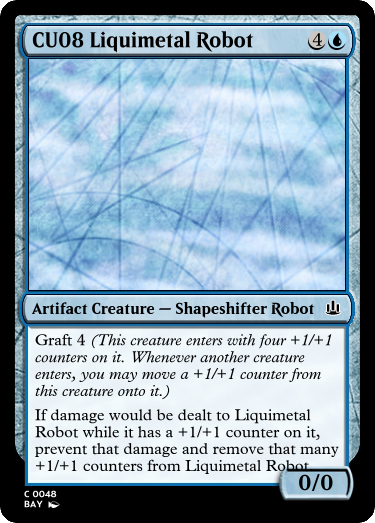 CU08 Liquimetal Robot 4
Artifact Creature — Shapeshifter Robot
Graft 4 (This creature enters with four +1/+1
counters on it. Whenever another creature
enters, you may move a +1/+1 counter from
this creature onto it.)
If damage would be dealt to Liquimetal
Robot while it has a +1/+1 counter on it,
prevent that damage and remove that many
+1/+1 counters from Liquimetal Robot
0/0
C 0048
BAY